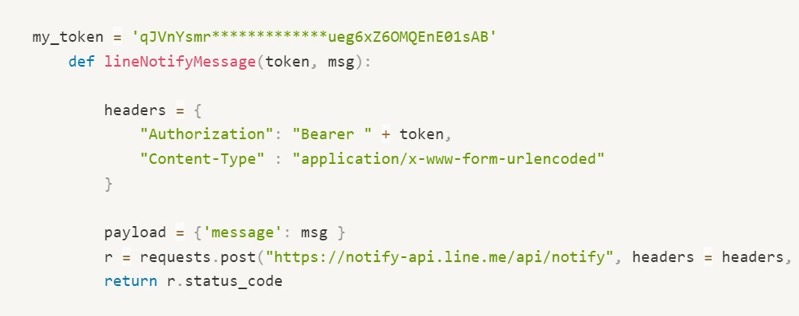 my_token = 'qJVnYsmr*************ueg6xZ6OMQEnE01sAB'
    def lineNotifyMessage(token, msg):
        headers = {
            "Authorization": "Bearer " + token,
            "Content-Type" : "application/x-www-form-urlencoded"
        }
        payload = {'message': msg }
        r = requests.post("https://notify-api.line.me/api/notify", headers = headers,
        return r.status_code